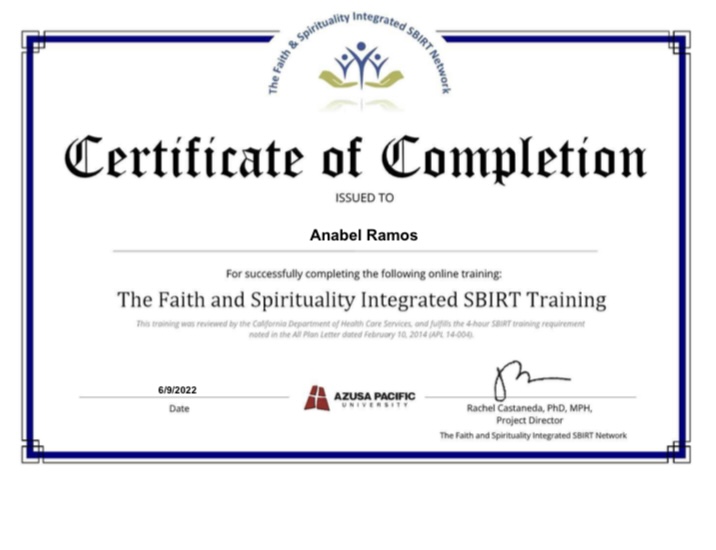 The Faith & Spirituality Integrated SBIRT Network
Certificate of Completion
ISSUED TO
Anabel Ramos
For successfully completing the following online training:
The Faith and Spirituality Integrated SBIRT Training
This training was reviewed by the California Department of Health Care Services, and fulfills the 4-hour SBIRT training requirement
noted in the All Plan Letter dated February 10, 2014 (APL 14-004).
6/9/2022
Date
AZUSA PACIFIC
UNIVERSITY
Rachel Castaneda, PhD, MPH,
Project Director
The Faith and Spirituality Integrated SBIRT Network